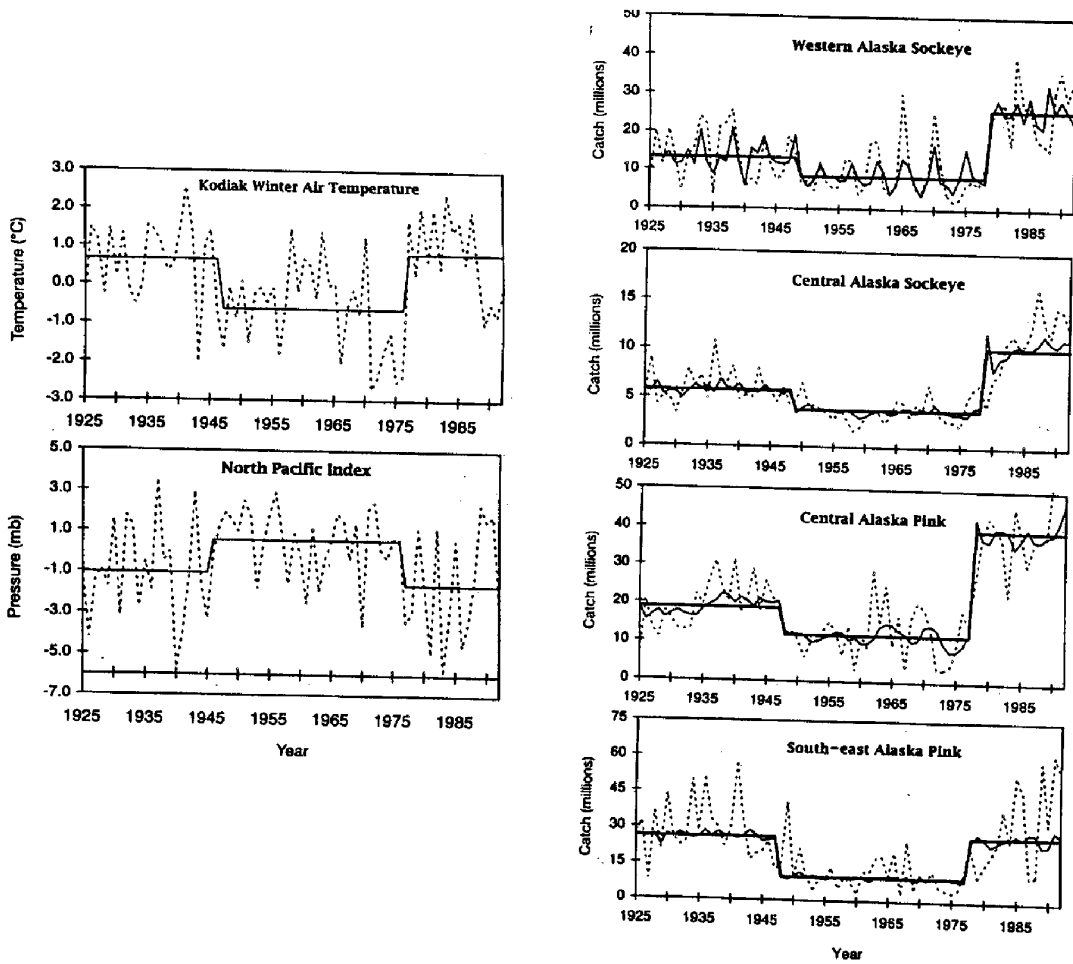 Kodiak Winter Air Temperature
Temperature (°C)
3.0
2.0
1.0
0.0
-1.0
-2.0
-3.0
1925 1935 1945 1955 1965 1975 1985
North Pacific Index
Pressure (mb)
5.0
3.0
1.0
-1.0
-3.0
-5.0
-7.0
1925 1935 1945 1955 1965 1975 1985
Year
Western Alaska Sockeye
Catch (millions)
50
40
30
20
10
0
1925 1935 1945 1955 1965 1975 1985
Central Alaska Sockeye
Catch (millions)
20
15
10
5
0
1925 1935 1945 1955 1965 1975 1985
Central Alaska Pink
Catch (millions)
50
40
30
20
10
0
1925 1935 1945 1955 1965 1975 1985
South-east Alaska Pink
Catch (millions)
75
60
45
30
15
0
1925 1935 1945 1955 1965 1975 1985
Year